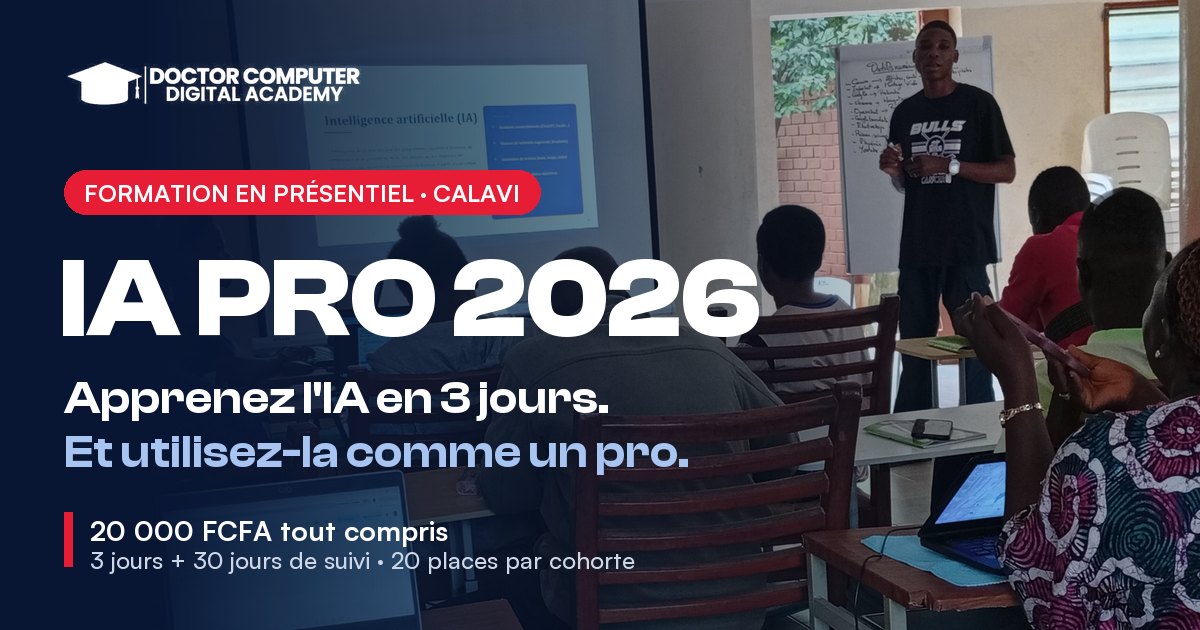 DOCTOR COMPUTER
DIGITAL ACADEMY
Intelligence artificielle (IA)
FORMATION EN PRÉSENTIEL · CALAVI
BULLS
IA PRO 2026
Apprenez l'IA en 3 jours.
Et utilisez-la comme un pro.
20 000 FCFA tout compris
3 jours + 30 jours de suivi · 20 places par cohorte